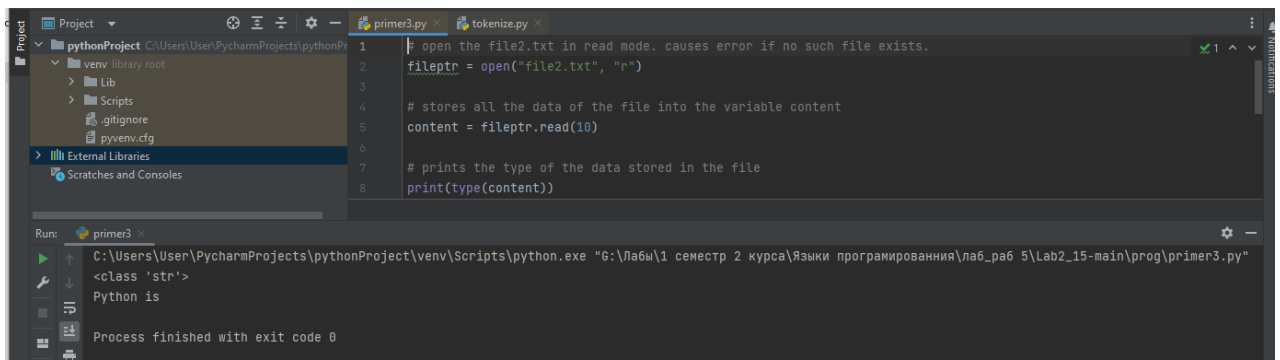 Project
primer3.py
tokenize.py
Project
pythonProject C:\Users\User\PycharmProjects\pythonPr
venv library root
Lib
Scripts
.gitignore
pyvenv.cfg
External Libraries
Scratches and Consoles
1 # open the file2.txt in read mode. causes error if no such file exists.
2 fileptr = open("file2.txt", "r")
3
4 # stores all the data of the file into the variable content
5 content = fileptr.read(10)
6
7 # prints the type of the data stored in the file
8 print(type(content))
1
Notifications
Run: primer3
C:\Users\User\PycharmProjects\pythonProject\venv\Scripts\python.exe "G:\Лабы\1 семестр 2 курса\Языки програмированния\лаб_раб 5\Lab2_15-main\prog\primer3.py"
<class 'str'>
Python is
Process finished with exit code 0